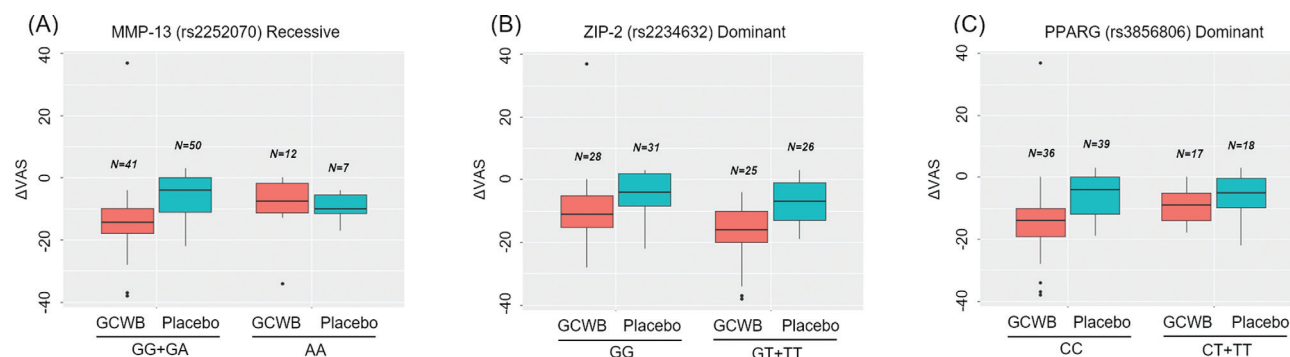 (A)
MMP-13 (rs2252070) Recessive
ΔVAS
40
20
0
-20
-40
N=41
N=50
N=12
N=7
GCWB Placebo GCWB Placebo
GG+GA AA
(B)
ZIP-2 (rs2234632) Dominant
ΔVAS
40
20
0
-20
-40
N=28
N=31
N=25
N=26
GCWB Placebo GCWB Placebo
GG GT+TT
(C)
PPARG (rs3856806) Dominant
ΔVAS
40
20
0
-20
-40
N=36
N=39
N=17
N=18
GCWB Placebo GCWB Placebo
CC CT+TT